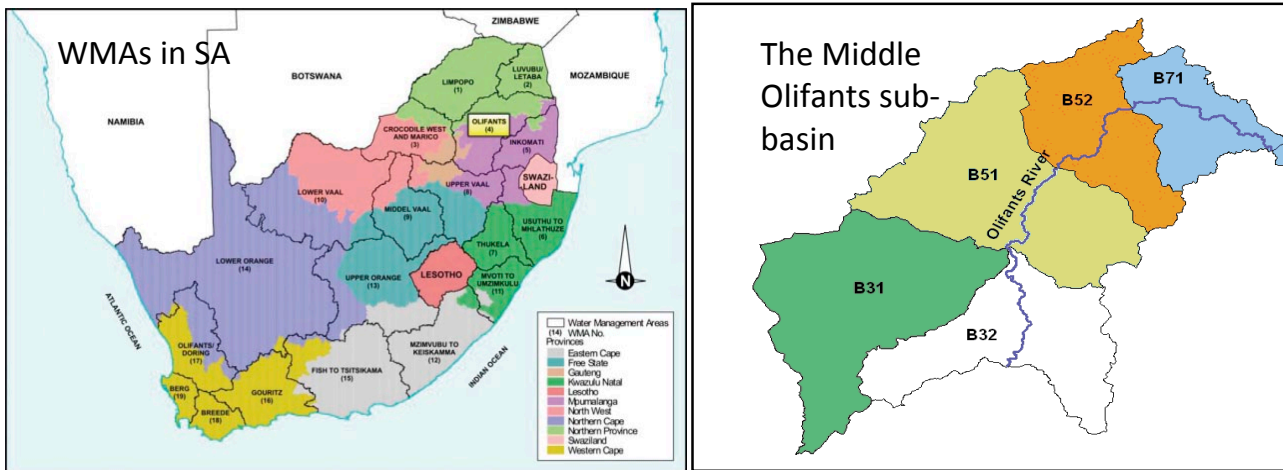 WMAs in SA
ZIMBABWE
BOTSWANA
MOZAMBIQUE
NAMIBIA
LIMPOPO
(1)
LUVUBU/
LETABA
(2)
OLIFANTS
(4)
CROCODILE WEST
AND MARICO
(3)
INKOMATI
(5)
SWAZI-
LAND
UPPER VAAL
(8)
LOWER VAAL
(10)
MIDDEL VAAL
(9)
USUTHU TO
MHLATHUZE
(6)
THUKELA
(7)
LOWER ORANGE
(14)
UPPER ORANGE
(13)
LESOTHO
MVOTI TO
UMZIMKULU
(11)
N
ATLANTIC OCEAN
INDIAN OCEAN
MZIMVUBU TO
KEISKAMMA
(12)
OLIFANTS/
DORING
(17)
FISH TO TSITSIKAMA
(15)
GOURITZ
(16)
BERG
(19)
BREEDE
(18)
Water Management Areas
(14) WMA No.
Provinces
Eastern Cape
Free State
Gauteng
Kwazulu Natal
Lesotho
Mpumalanga
North West
Northern Cape
Northern Province
Swaziland
Western Cape
The Middle
Olifants sub-
basin
B71
B52
B51
Olifants River
B31
B32